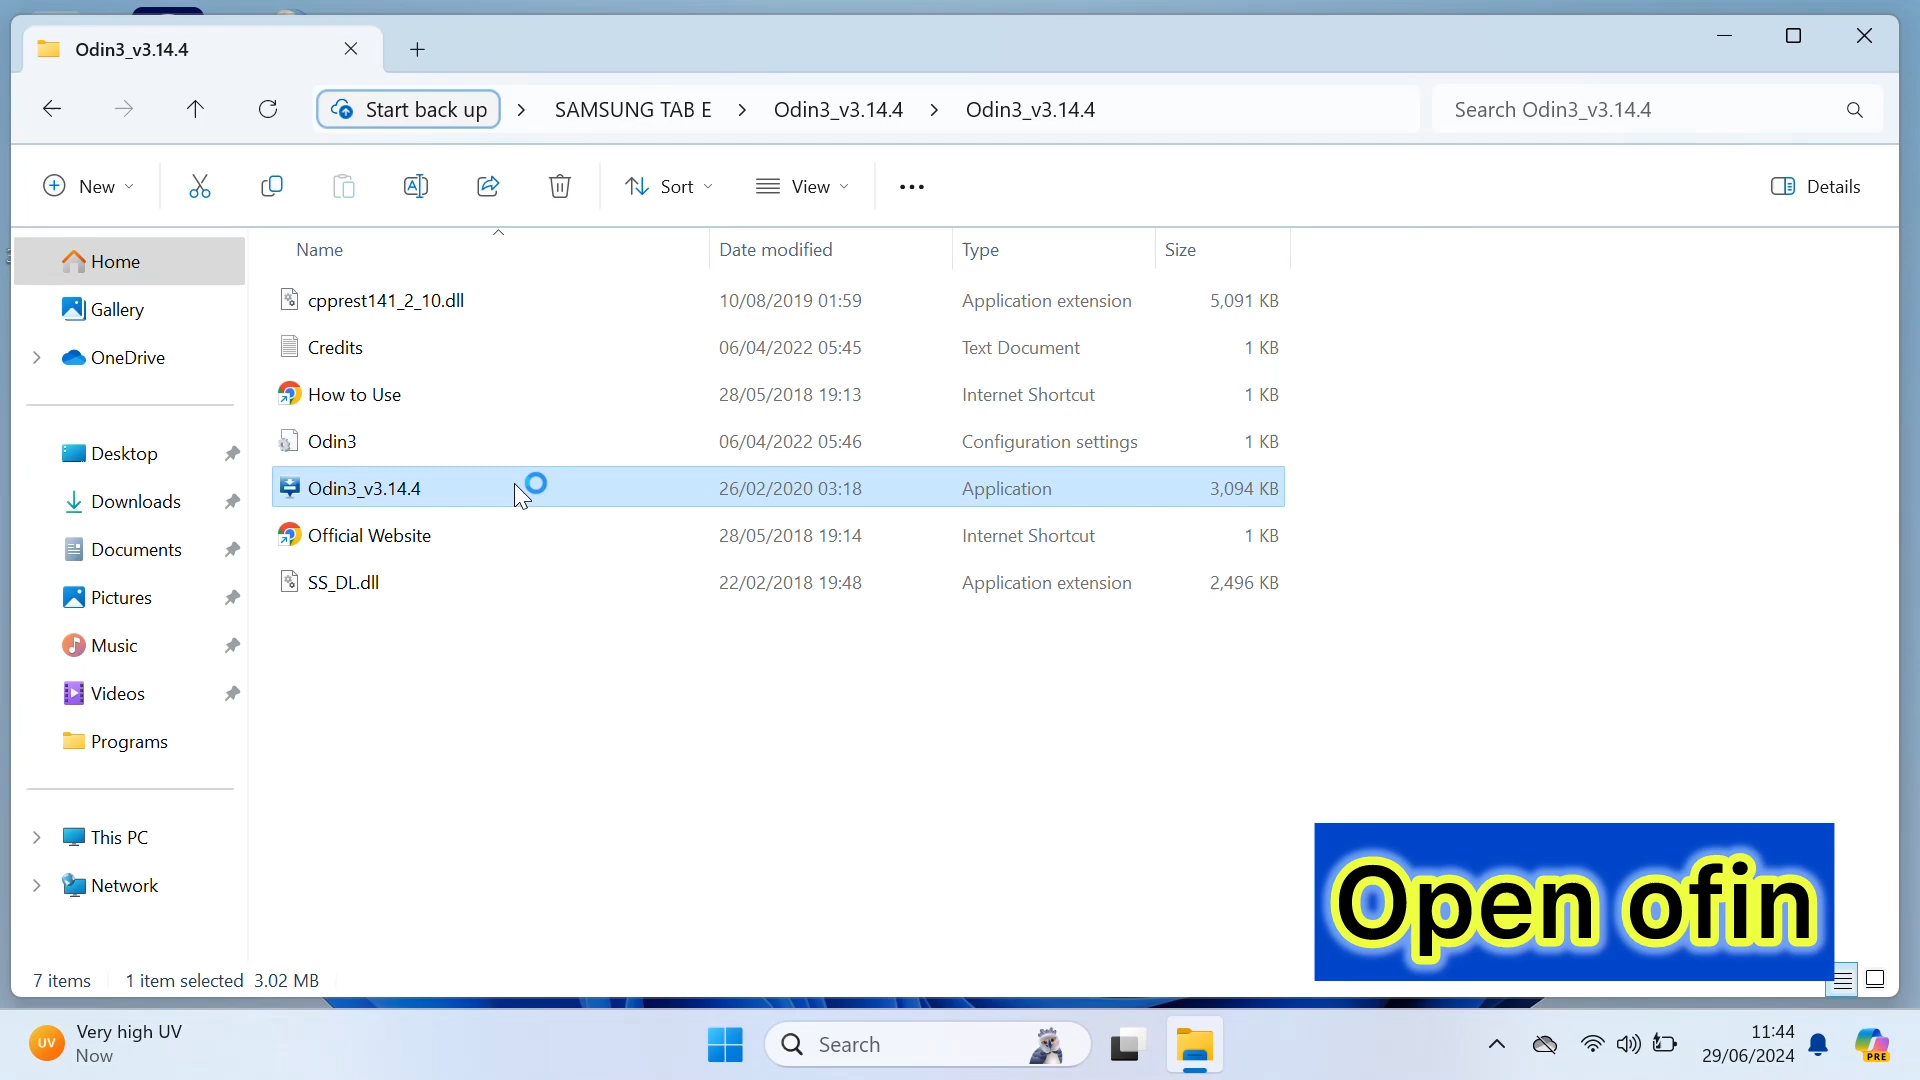 Odin3_v3.14.4
Start back up > SAMSUNG TAB E > Odin3_v3.14.4 > Odin3_v3.14.4
Search Odin3_v3.14.4
New
Sort
View
Details
Name Date modified Type Size
cpprest141_2_10.dll 10/08/2019 01:59 Application extension 5,091 KB
Credits 06/04/2022 05:45 Text Document 1 KB
How to Use 28/05/2018 19:13 Internet Shortcut 1 KB
Odin3 06/04/2022 05:46 Configuration settings 1 KB
Odin3_v3.14.4 26/02/2020 03:18 Application 3,094 KB
Official Website 28/05/2018 19:14 Internet Shortcut 1 KB
SS_DL.dll 22/02/2018 19:48 Application extension 2,496 KB
Home
Gallery
OneDrive
Desktop
Downloads
Documents
Pictures
Music
Videos
Programs
This PC
Network
Open ofin
7 items 1 item selected 3.02 MB
UV
Very high UV
Now
Search
11:44
29/06/2024
PRE